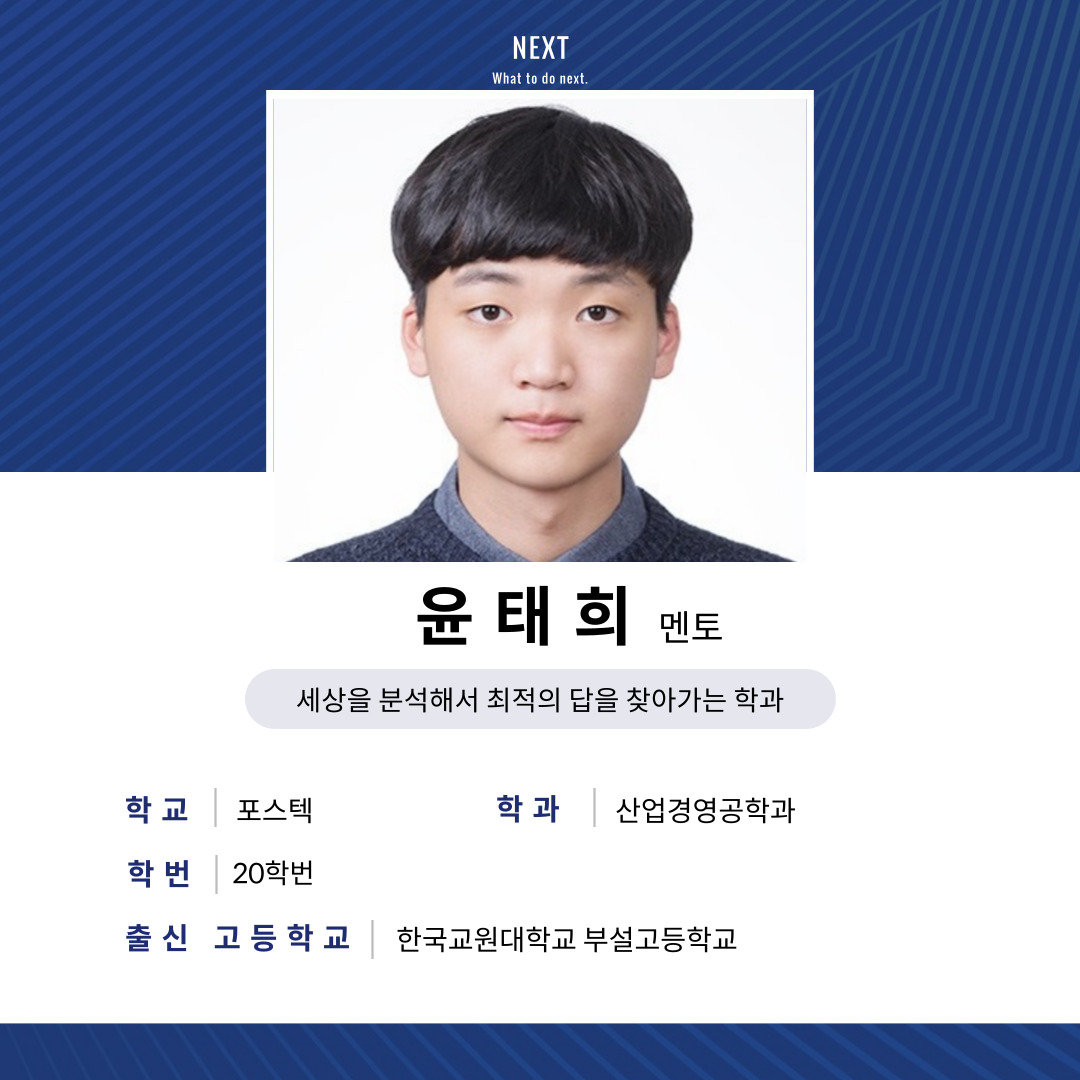 NEXT
What to do next.
윤태희 멘토
세상을 분석해서 최적의 답을 찾아가는 학과
학교 포스텍 학과 산업경영공학과
학번 20학번
출신 고등학교 한국교원대학교 부설고등학교